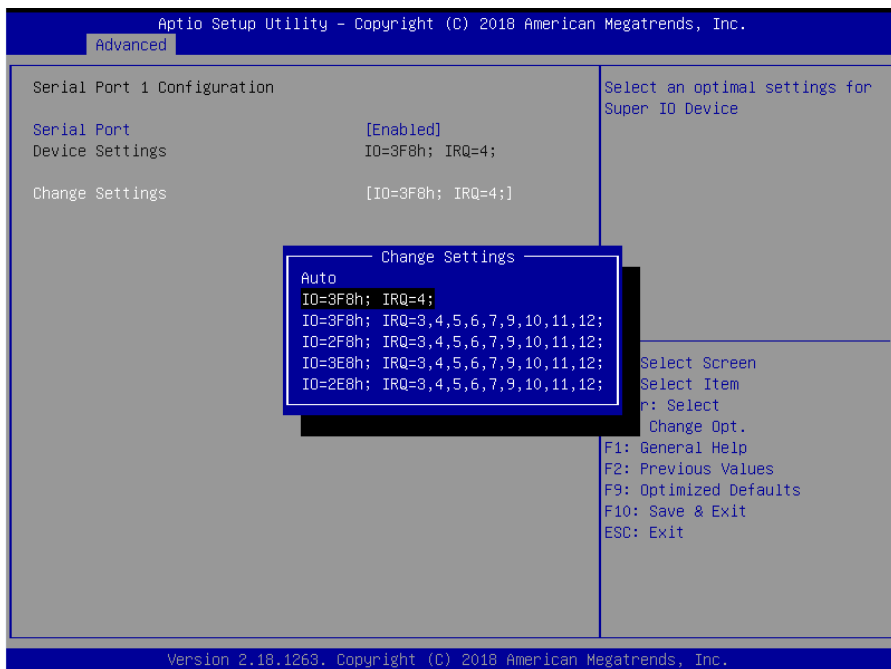 Aptio Setup Utility – Copyright (C) 2018 American Megatrends, Inc.
Advanced
Serial Port 1 Configuration
Serial Port [Enabled]
Device Settings IO=3F8h; IRQ=4;
Change Settings [IO=3F8h; IRQ=4;]
Select an optimal settings for
Super IO Device
Change Settings
Auto
IO=3F8h; IRQ=4;
IO=3F8h; IRQ=3,4,5,6,7,9,10,11,12;
IO=2F8h; IRQ=3,4,5,6,7,9,10,11,12;
IO=3E8h; IRQ=3,4,5,6,7,9,10,11,12;
IO=2E8h; IRQ=3,4,5,6,7,9,10,11,12;
Select Screen
Select Item
r: Select
Change Opt.
F1: General Help
F2: Previous Values
F9: Optimized Defaults
F10: Save & Exit
ESC: Exit
Version 2.18.1263. Copyright (C) 2018 American Megatrends, Inc.